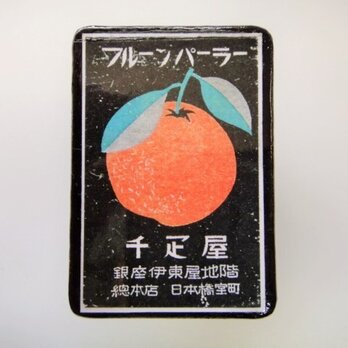 フルーツパーラー
千疋屋
銀座伊東屋地階
總本店 日本橋室町